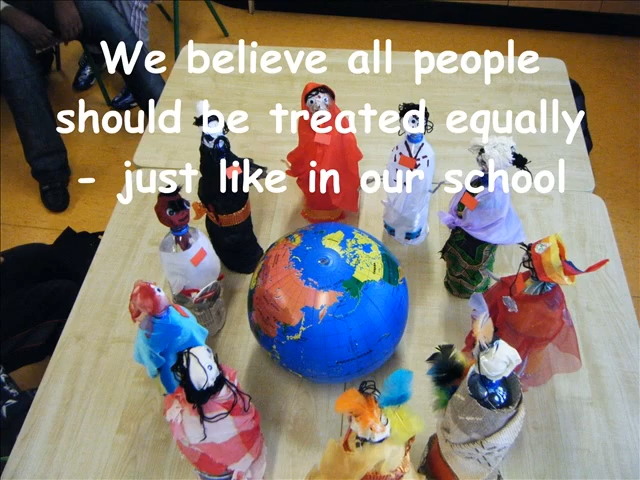 We believe all people
should be treated equally
- just like in our school